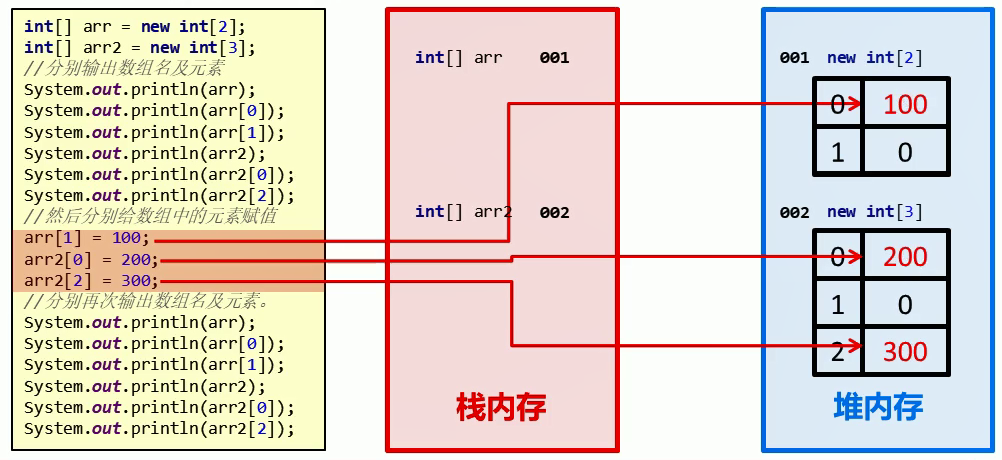 int[] arr = new int[2];
int[] arr2 = new int[3];
//分别输出数组名及元素
System.out.println(arr);
System.out.println(arr[0]);
System.out.println(arr[1]);
System.out.println(arr2);
System.out.println(arr2[0]);
System.out.println(arr2[2]);
//然后分别给数组中的元素赋值
arr[1] = 100;
arr2[0] = 200;
arr2[2] = 300;
//分别再次输出数组名及元素。
System.out.println(arr);
System.out.println(arr[0]);
System.out.println(arr[1]);
System.out.println(arr2);
System.out.println(arr2[0]);
System.out.println(arr2[2]);
int[] arr 001
int[] arr2 002
栈内存
001 new int[2]
0 100
1 0
002 new int[3]
0 200
1 0
2 300
堆内存